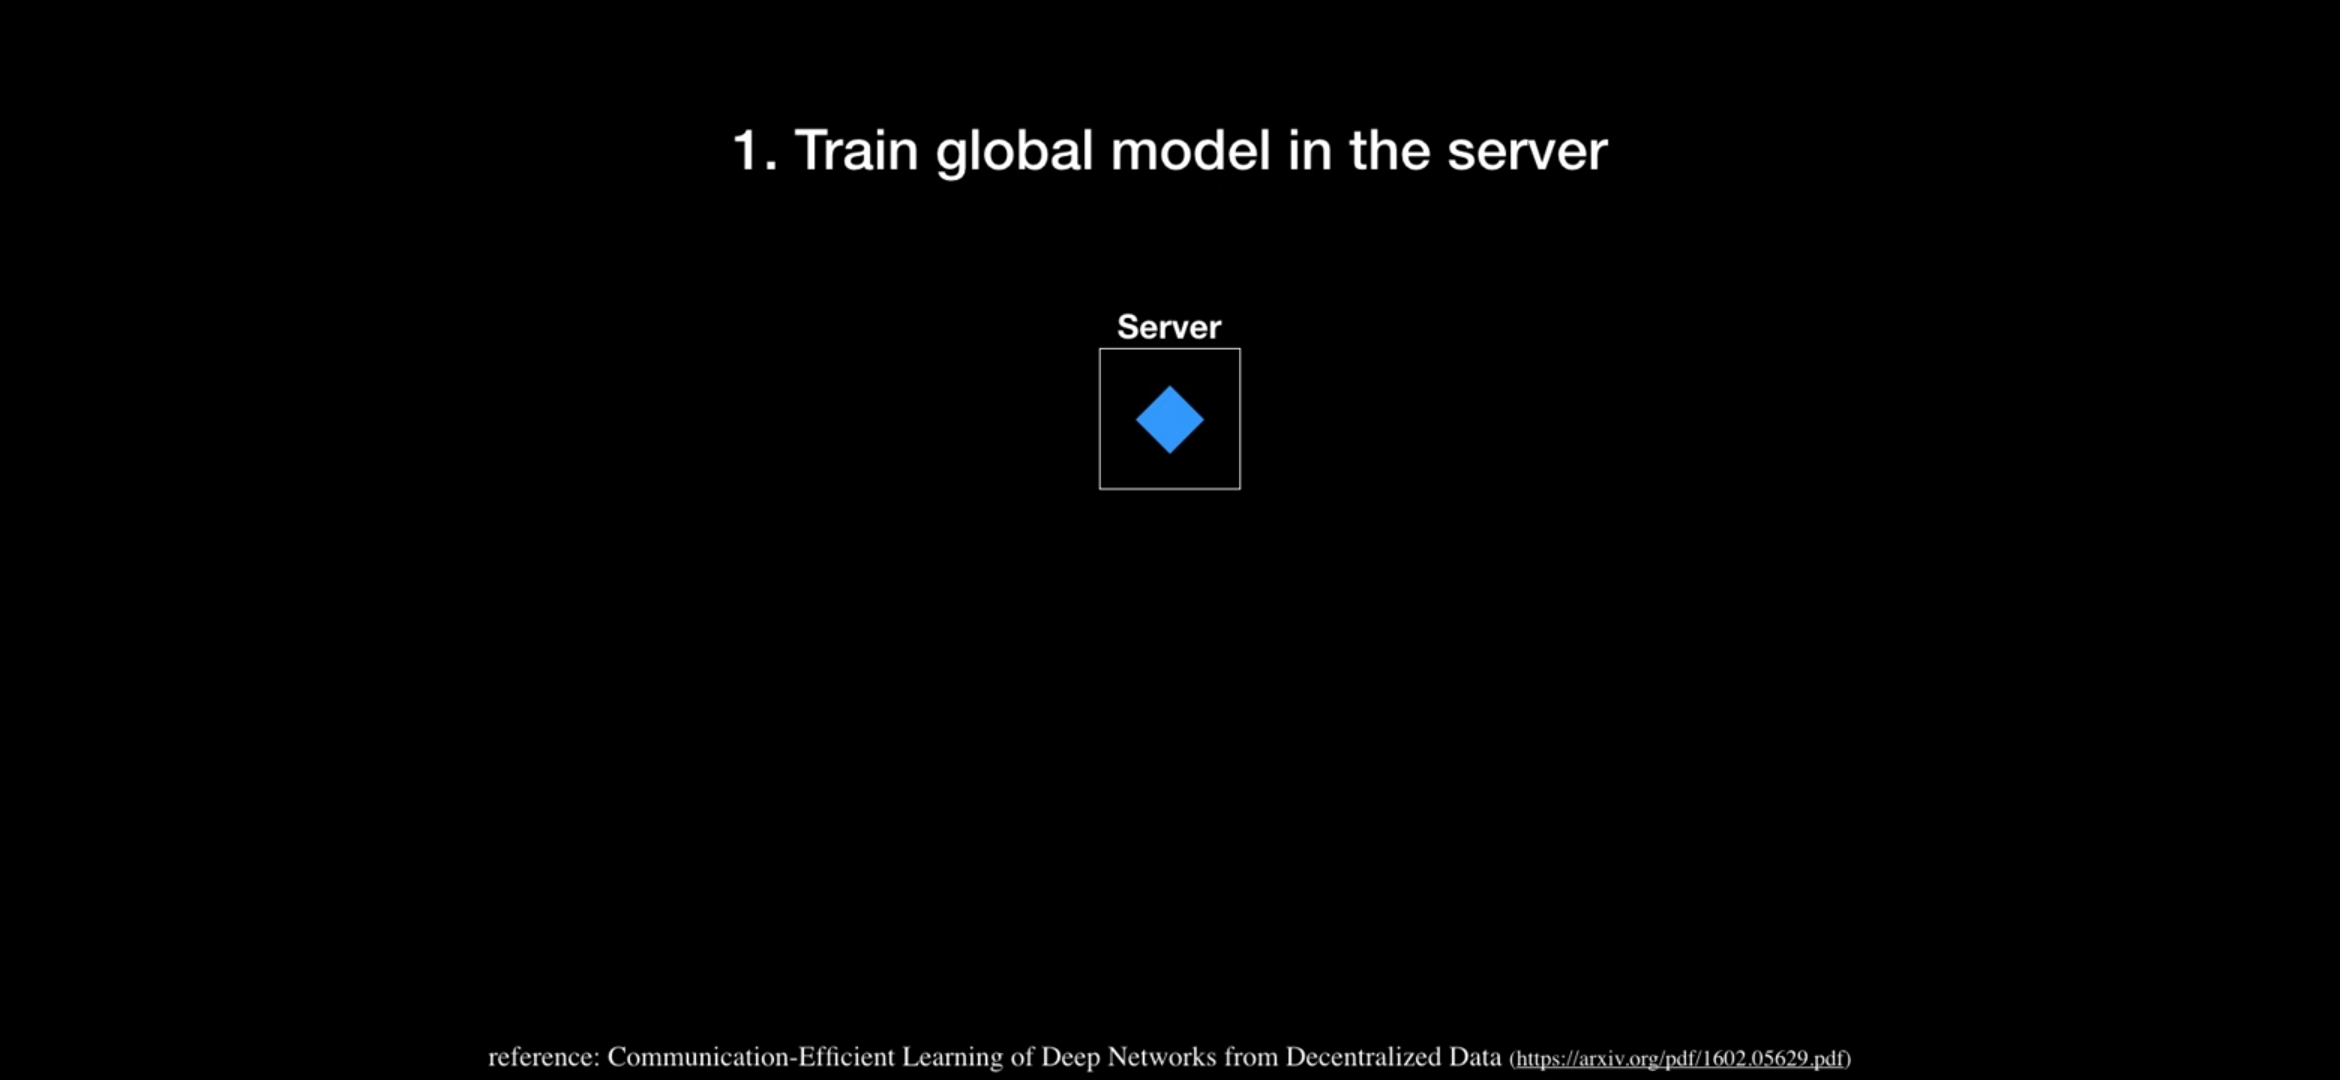 1. Train global model in the server
Server
reference: Communication-Efficient Learning of Deep Networks from Decentralized Data (https://arxiv.org/pdf/1602.05629.pdf)